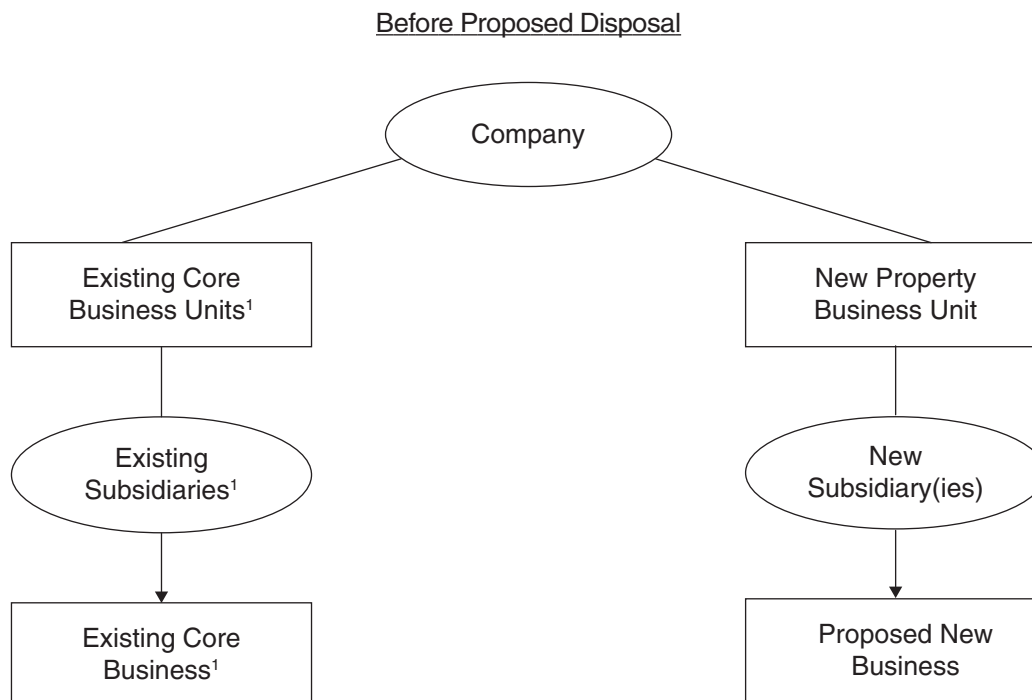 Before Proposed Disposal
Company
Existing Core
Business Units¹
New Property
Business Unit
Existing
Subsidiaries¹
New
Subsidiary(ies)
Existing Core
Business¹
Proposed New
Business